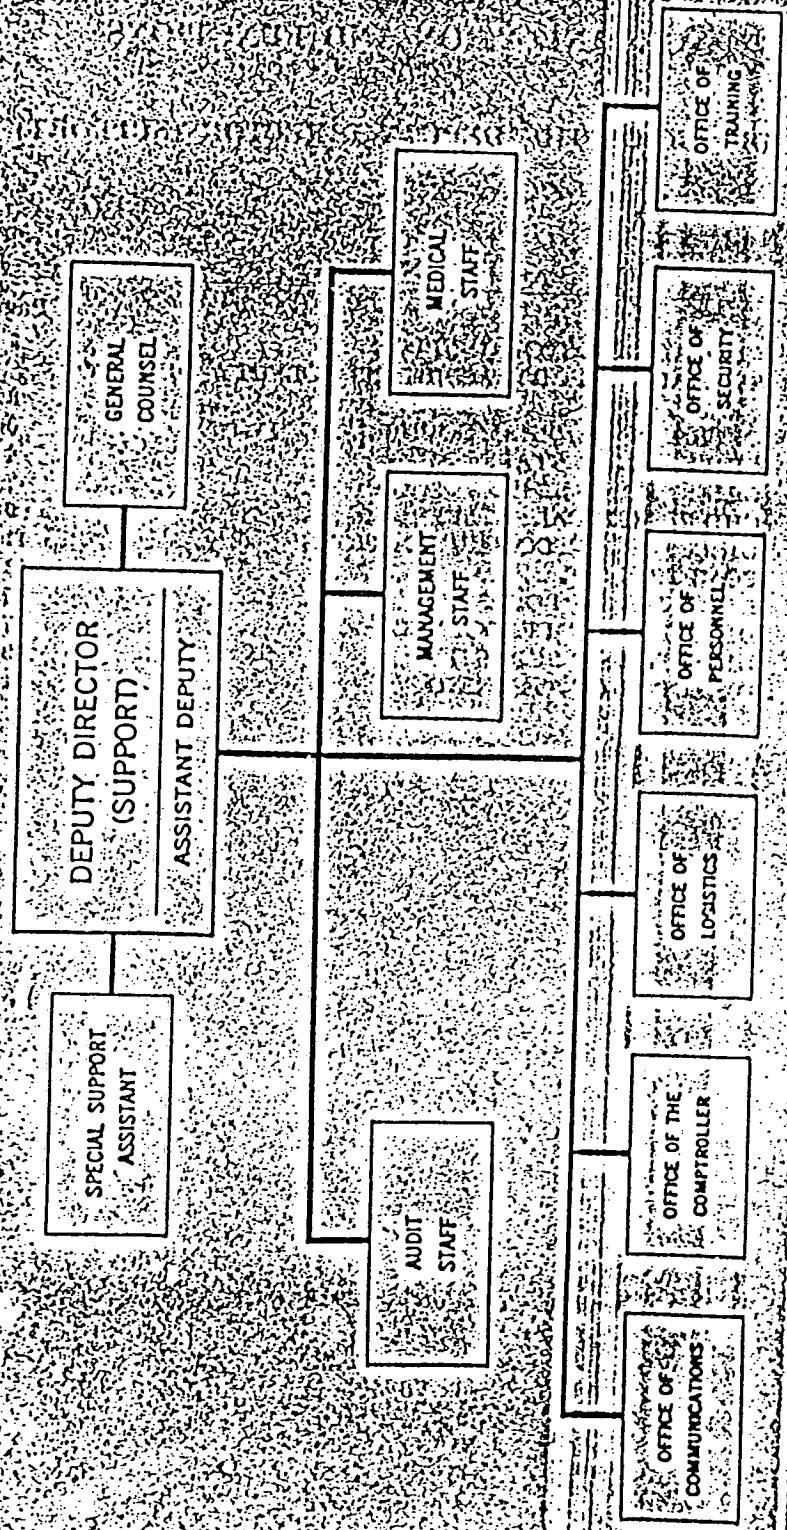 DEPUTY DIRECTOR
(SUPPORT)
ASSISTANT DEPUTY
SPECIAL SUPPORT
ASSISTANT
GENERAL
COUNSEL
AUDIT
STAFF
MANAGEMENT
STAFF
MEDICAL
STAFF
OFFICE OF
COMMUNICATIONS
OFFICE OF THE
COMPTROLLER
OFFICE OF
LOGISTICS
OFFICE OF
PERSONNEL
OFFICE OF
SECURITY
OFFICE OF
TRAINING